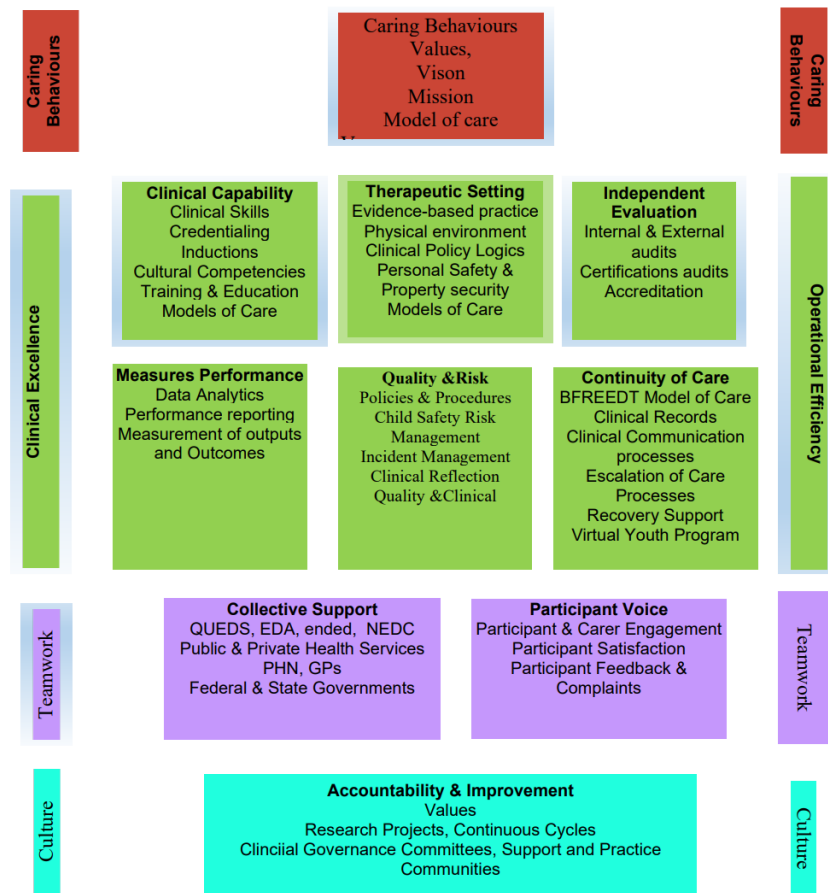 Caring
Behaviours
Caring Behaviours
Values,
Vison
Mission
Model of care
Caring
Behaviours
Clinical Excellence
Clinical Capability
Clinical Skills
Credentialing
Inductions
Cultural Competencies
Training & Education
Models of Care
Therapeutic Setting
Evidence-based practice
Physical environment
Clinical Policy Logics
Personal Safety &
Property security
Models of Care
Independent
Evaluation
Internal & External
audits
Certifications audits
Accreditation
Operational Efficiency
Measures Performance
Data Analytics
Performance reporting
Measurement of outputs
and Outcomes
Quality &Risk
Policies & Procedures
Child Safety Risk
Management
Incident Management
Clinical Reflection
Quality &Clinical
Continuity of Care
BFREEDT Model of Care
Clinical Records
Clinical Communication
processes
Escalation of Care
Processes
Recovery Support
Virtual Youth Program
Teamwork
Collective Support
QUEDS, EDA, ended, NEDC
Public & Private Health Services
PHN, GPs
Federal & State Governments
Participant Voice
Participant & Carer Engagement
Participant Satisfaction
Participant Feedback &
Complaints
Teamwork
Culture
Accountability & Improvement
Values
Research Projects, Continuous Cycles
Clinciial Governance Committees, Support and Practice
Communities
Culture